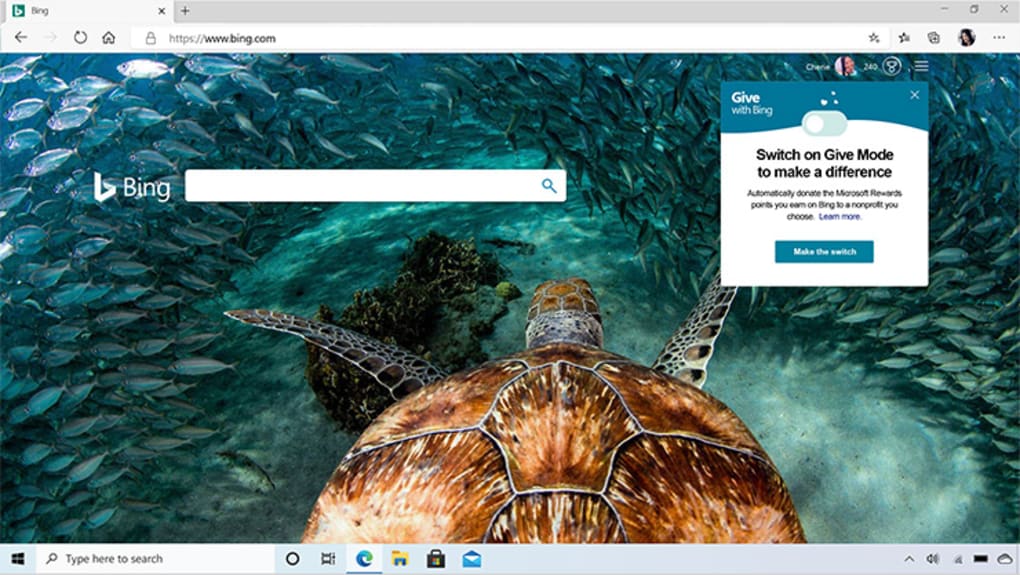 Bing
https://www.bing.com
Cherie 240
Give
with Bing
Switch on Give Mode
to make a difference
Automatically donate the Microsoft Rewards
points you earn on Bing to a nonprofit you
choose. Learn more.
Make the switch
Bing
Type here to search